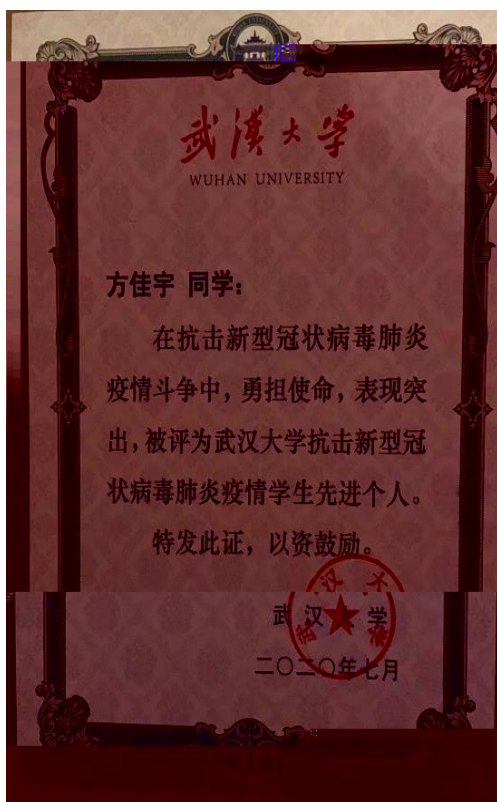 武漢大学
WUHAN UNIVERSITY
方佳宇 同学:
在抗击新型冠状病毒肺炎
疫情斗争中,勇担使命,表现突
出,被评为武汉大学抗击新型冠
状病毒肺炎疫情学生先进个人。
特发此证,以资鼓励。
武汉大学
二〇二〇年七月